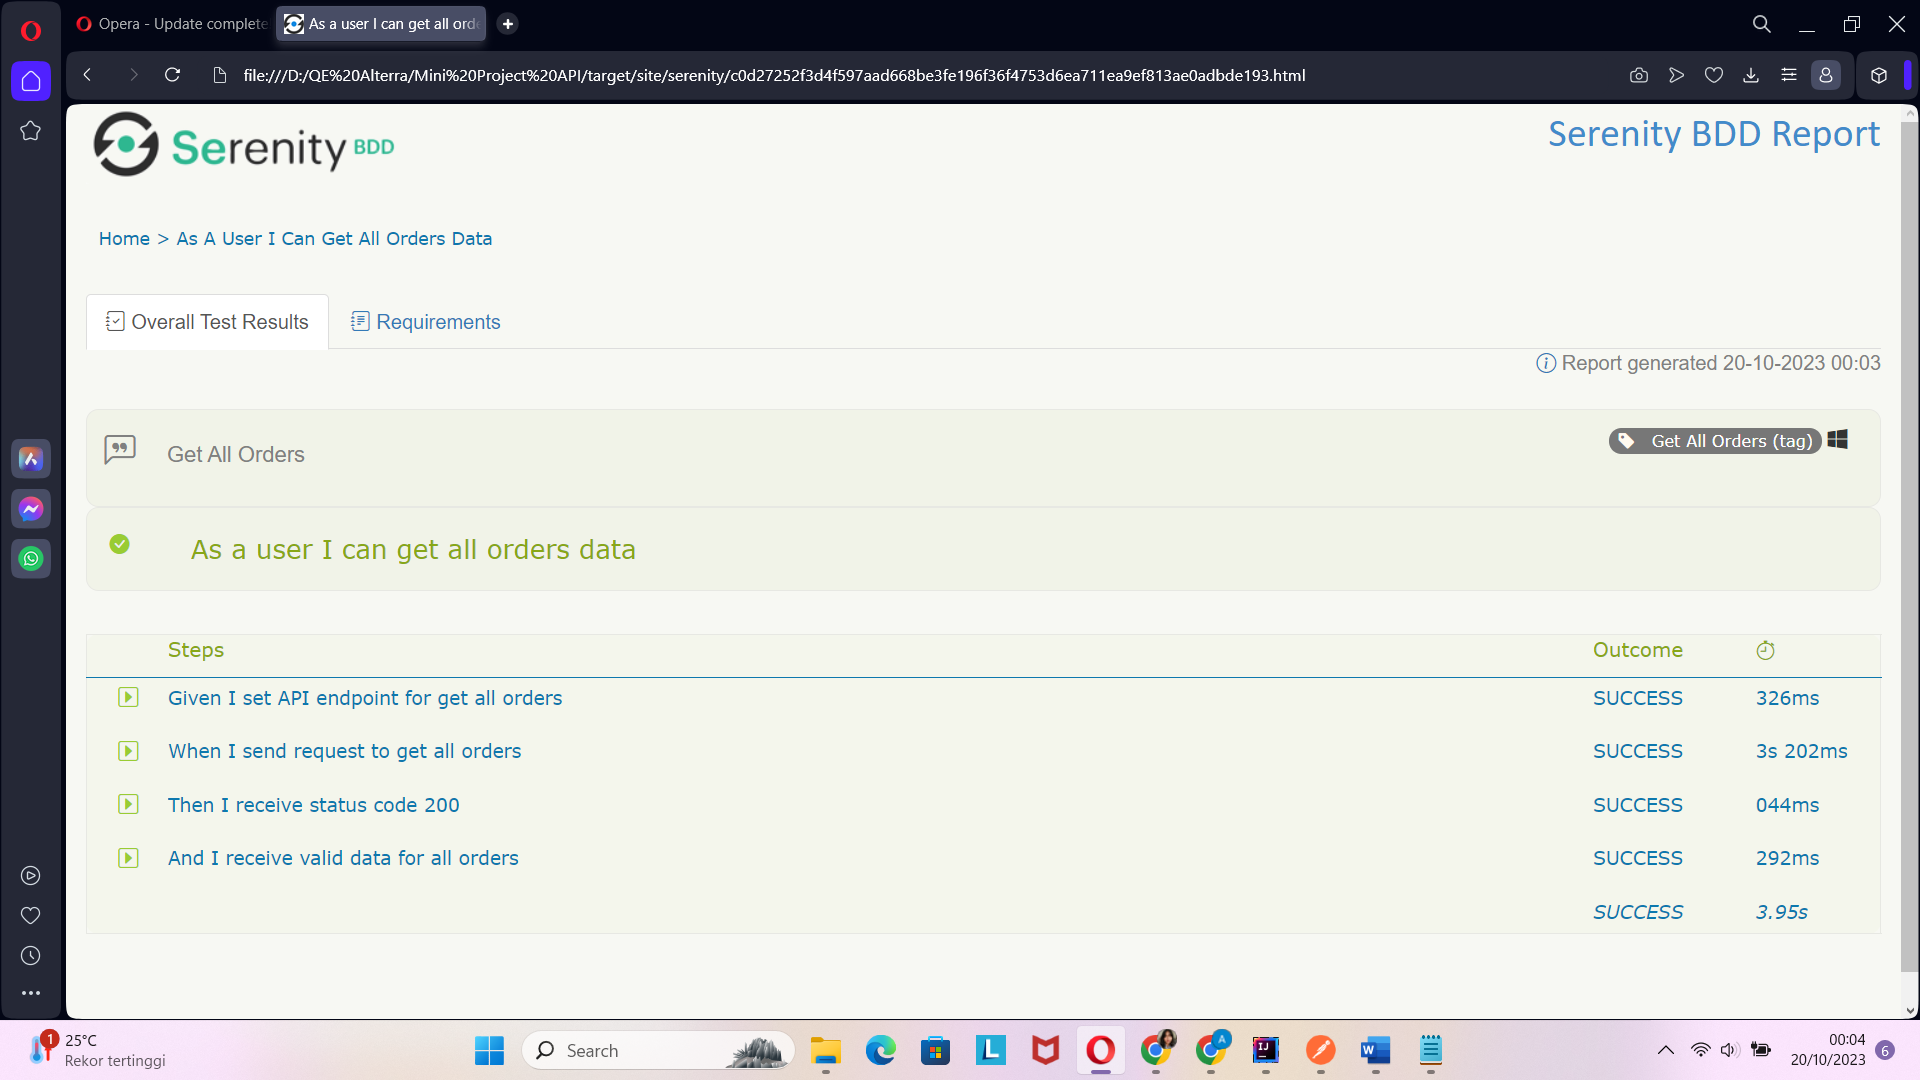 Opera - Update complete
As a user I can get all orde
file:///D:/QE%20Alterra/Mini%20Project%20API/target/site/serenity/c0d27252f3d4f597aad668be3fe196f36f4753d6ea711ea9ef813ae0adbde193.html
Serenity BDD
Serenity BDD Report
Home > As A User I Can Get All Orders Data
Overall Test Results
Requirements
Report generated 20-10-2023 00:03
Get All Orders
Get All Orders (tag)
As a user I can get all orders data
Steps Outcome
Given I set API endpoint for get all orders SUCCESS 326ms
When I send request to get all orders SUCCESS 3s 202ms
Then I receive status code 200 SUCCESS 044ms
And I receive valid data for all orders SUCCESS 292ms
SUCCESS 3.95s
1
25°C
Rekor tertinggi
Search
L
A
IJ
W
00:04
20/10/2023
6